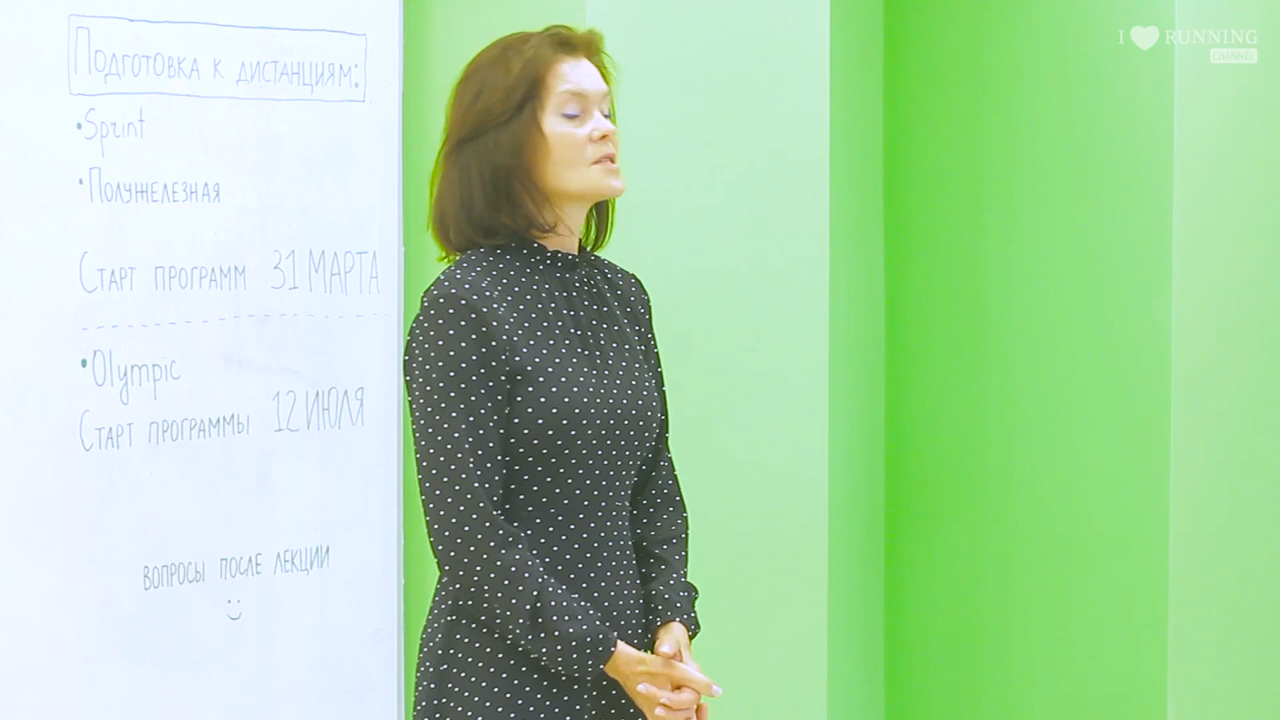 Подготовка к дистанциям:
•Sprint
•Полужелезная
Старт программ 31 марта
•Olympic
Старт программы 12 июля
вопросы после лекции
I RUNNING
CHANNEL